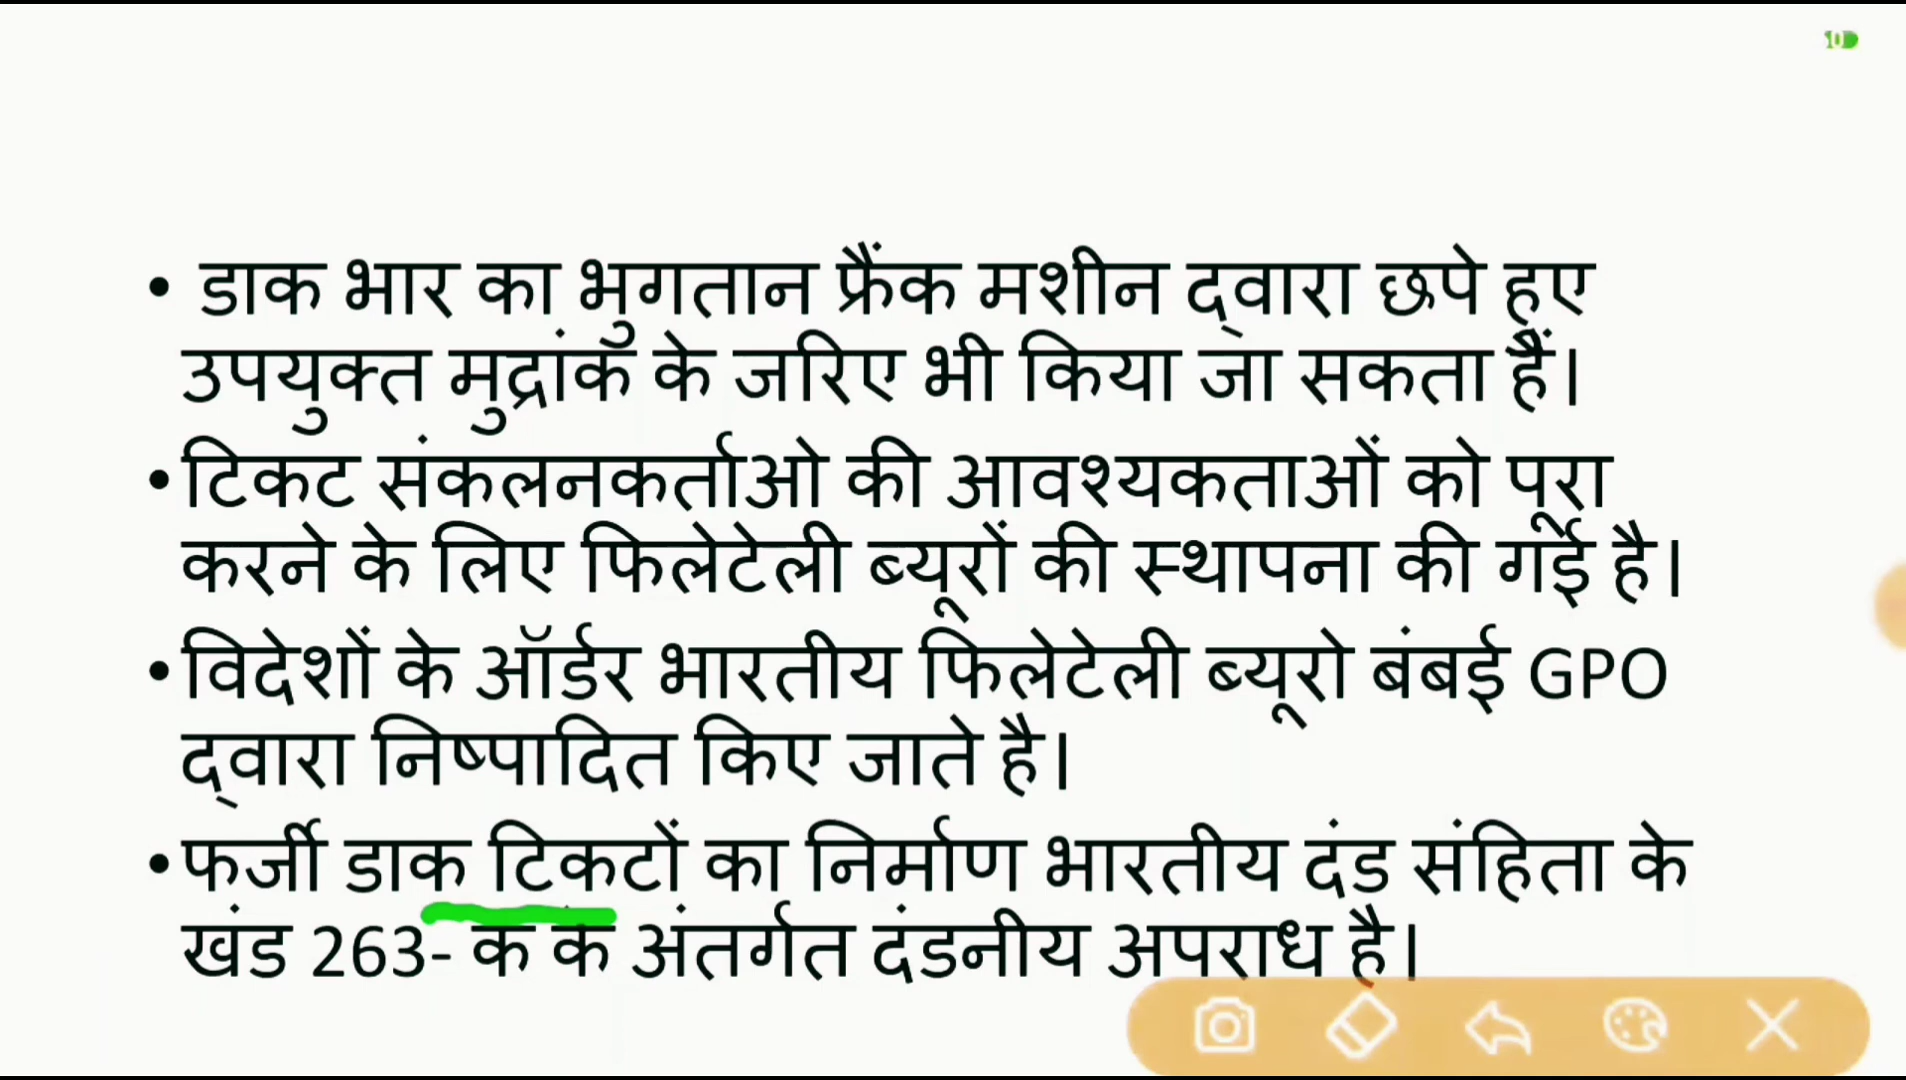 • डाक भार का भुगतान फ्रैंक मशीन द्वारा छपे हुए
उपयुक्त मुद्रांक के जरिए भी किया जा सकता हैं।
• टिकट संकलनकर्ताओ की आवश्यकताओं को पूरा
करने के लिए फिलेटेली ब्यूरों की स्थापना की गई है।
• विदेशों के ऑर्डर भारतीय फिलेटेली ब्यूरो बंबई GPO
द्वारा निष्पादित किए जाते है।
• फर्जी डाक टिकटों का निर्माण भारतीय दंड संहिता के
खंड 263- क के अंतर्गत दंडनीय अपराध है।